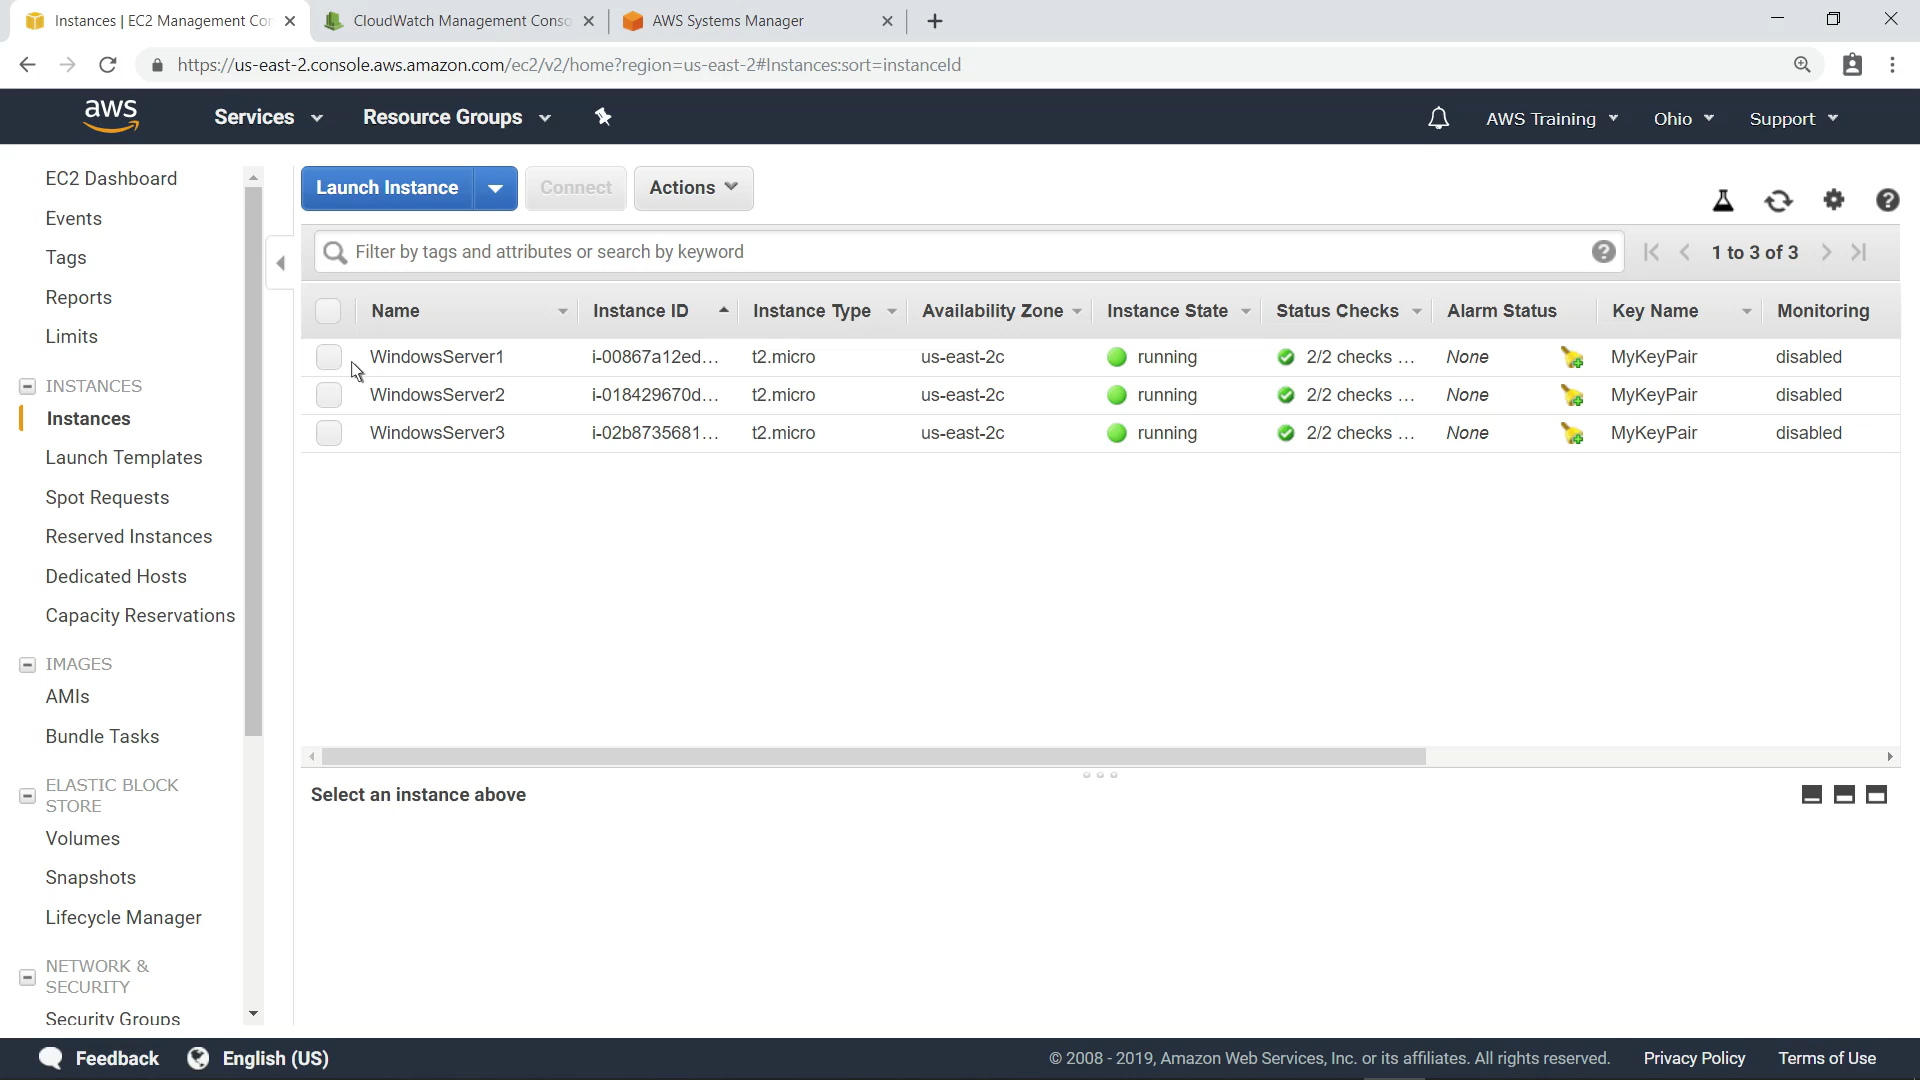 Instances | EC2 Management Con
CloudWatch Management Conso
AWS Systems Manager
https://us-east-2.console.aws.amazon.com/ec2/v2/home?region=us-east-2#Instances:sort=instanceId
aws
Services
Resource Groups
AWS Training
Ohio
Support
EC2 Dashboard
Events
Tags
Reports
Limits
INSTANCES
Instances
Launch Templates
Spot Requests
Reserved Instances
Dedicated Hosts
Capacity Reservations
IMAGES
AMIs
Bundle Tasks
ELASTIC BLOCK
STORE
Volumes
Snapshots
Lifecycle Manager
NETWORK &
SECURITY
Security Groups
Launch Instance
Connect
Actions
Filter by tags and attributes or search by keyword
1 to 3 of 3
Name Instance ID Instance Type Availability Zone Instance State Status Checks Alarm Status Key Name Monitoring
WindowsServer1 i-00867a12ed... t2.micro us-east-2c running 2/2 checks ... None MyKeyPair disabled
WindowsServer2 i-018429670d... t2.micro us-east-2c running 2/2 checks ... None MyKeyPair disabled
WindowsServer3 i-02b8735681... t2.micro us-east-2c running 2/2 checks ... None MyKeyPair disabled
Select an instance above
Feedback
English (US)
© 2008 - 2019, Amazon Web Services, Inc. or its affiliates. All rights reserved.
Privacy Policy
Terms of Use